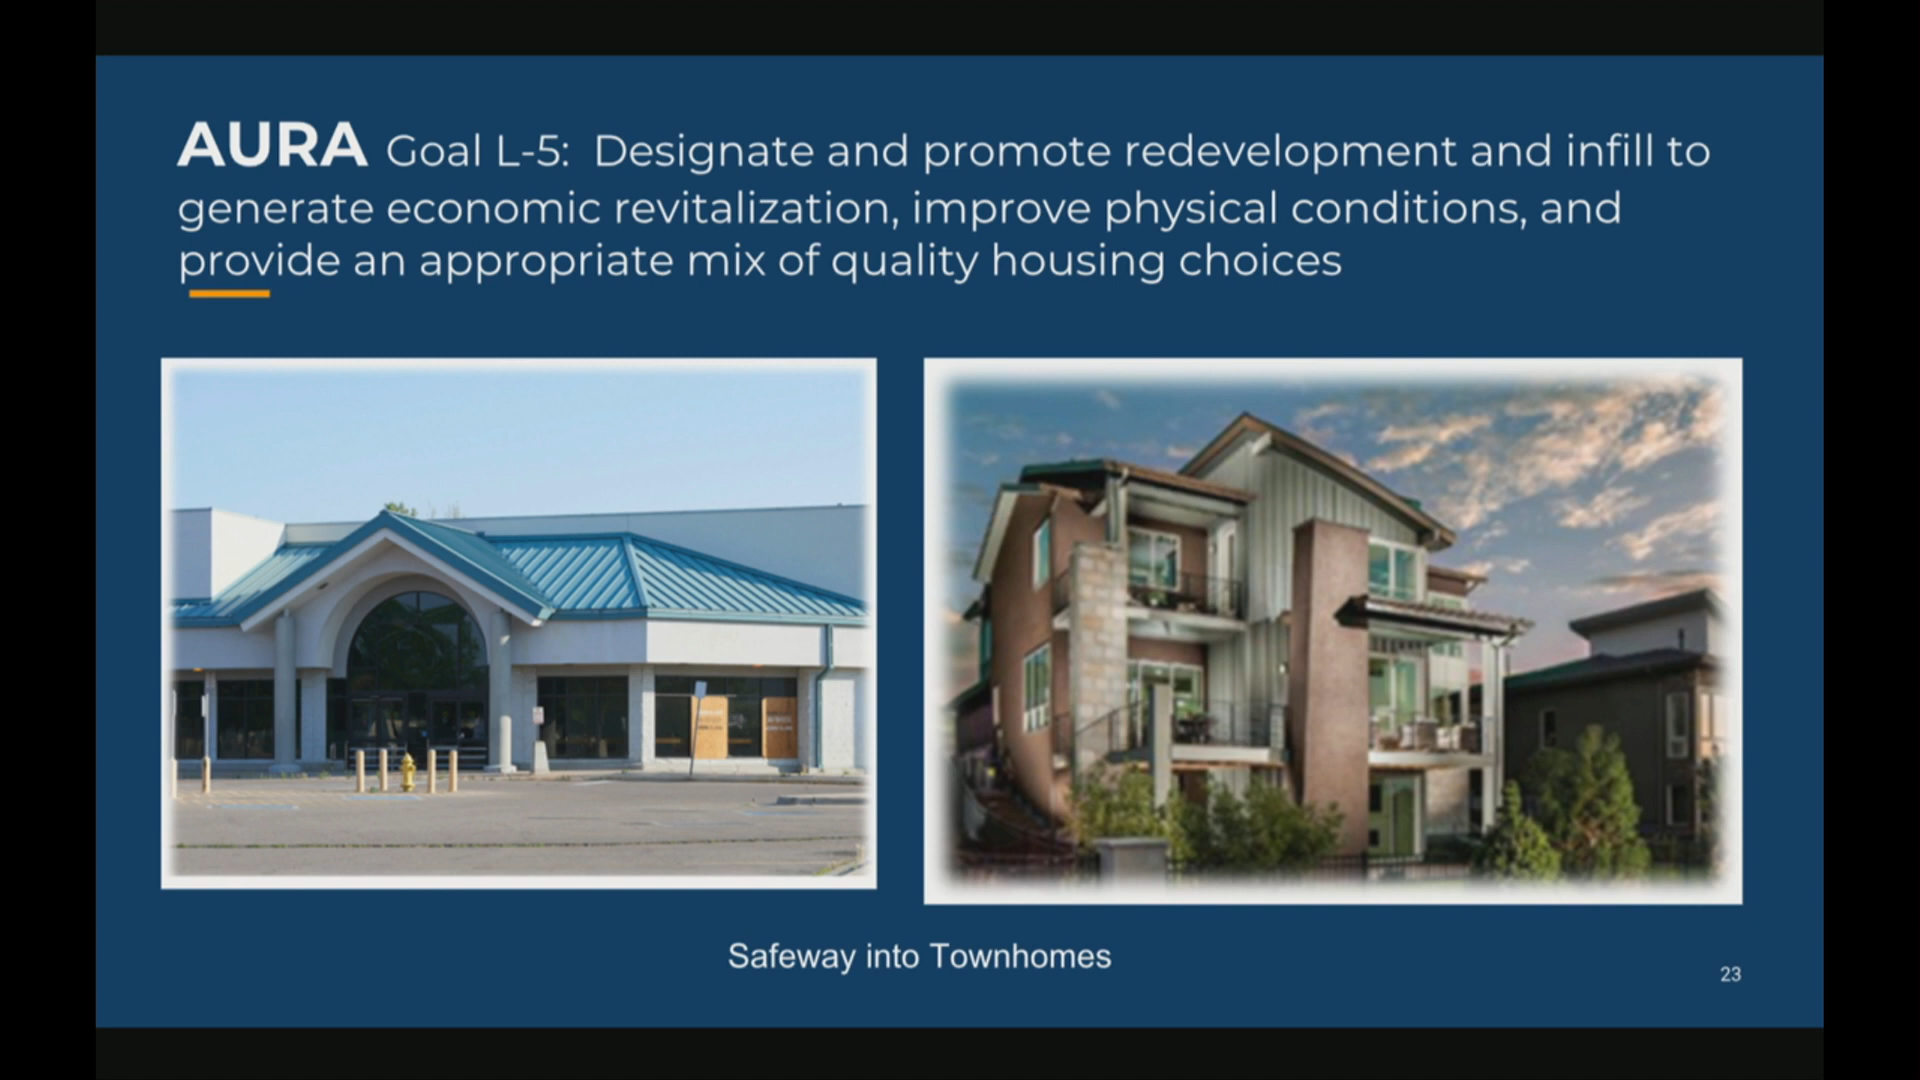 AURA Goal L-5: Designate and promote redevelopment and infill to
generate economic revitalization, improve physical conditions, and
provide an appropriate mix of quality housing choices
Safeway into Townhomes
23